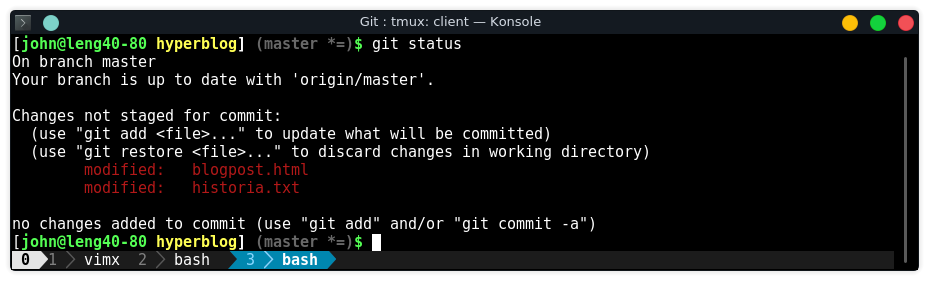 Git : tmux: client — Konsole
[john@leng40-80 hyperblog] (master *=)$ git status
On branch master
Your branch is up to date with 'origin/master'.
Changes not staged for commit:
  (use "git add <file>..." to update what will be committed)
  (use "git restore <file>..." to discard changes in working directory)
        modified:   blogpost.html
        modified:   historia.txt
no changes added to commit (use "git add" and/or "git commit -a")
[john@leng40-80 hyperblog] (master *=)$
0 1 vimx 2 bash 3 bash